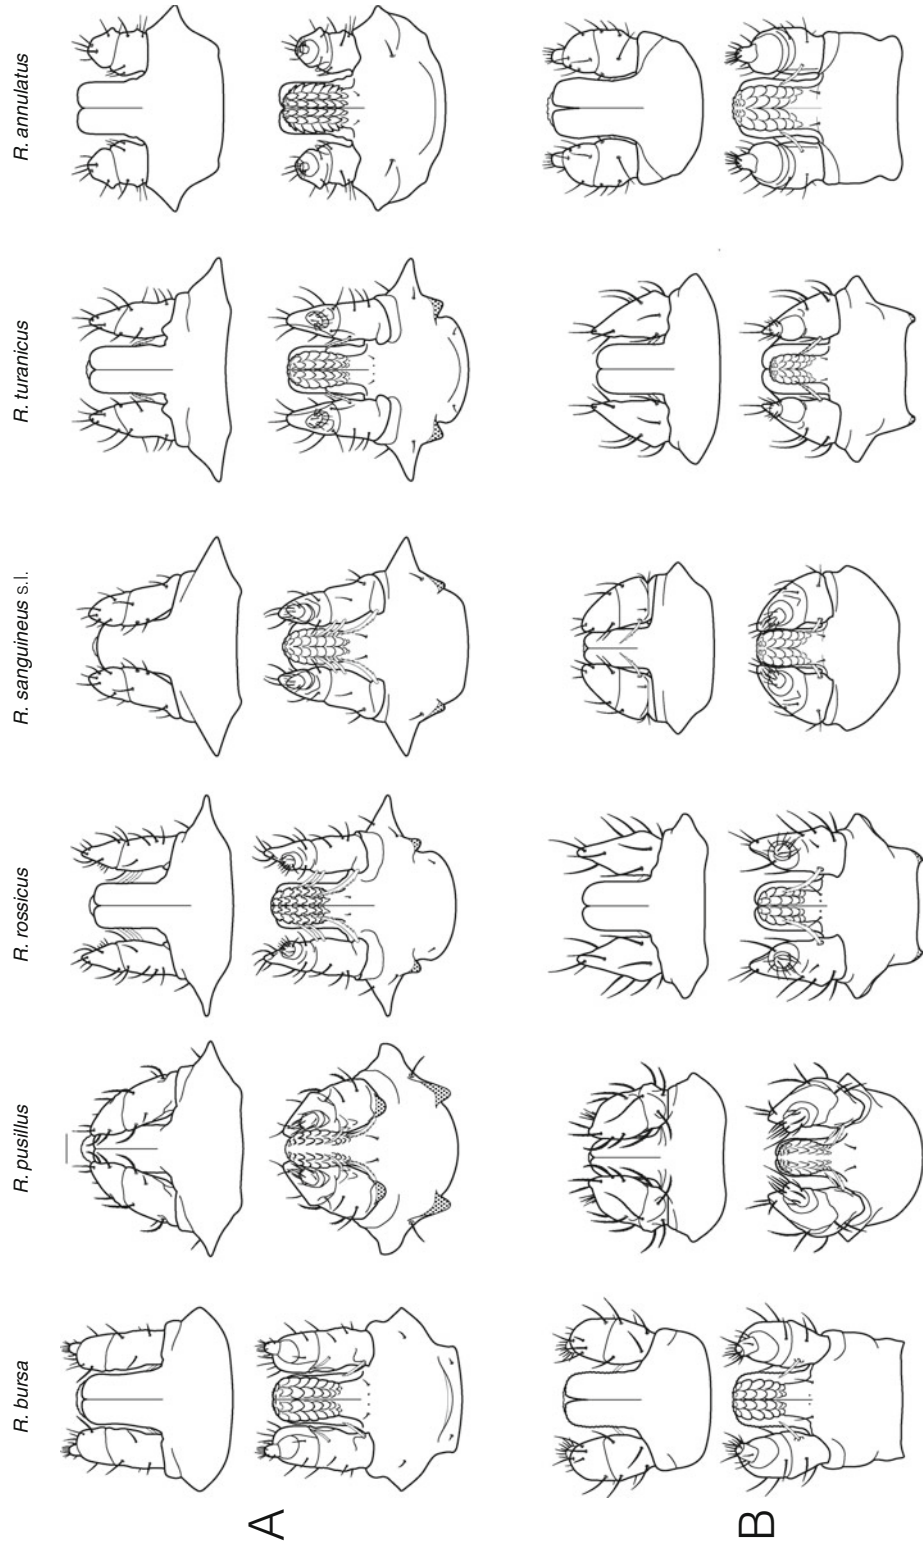 R. bursa
R. pusillus
R. rossicus
R. sanguineus s.l.
R. turanicus
R. annulatus
A
B